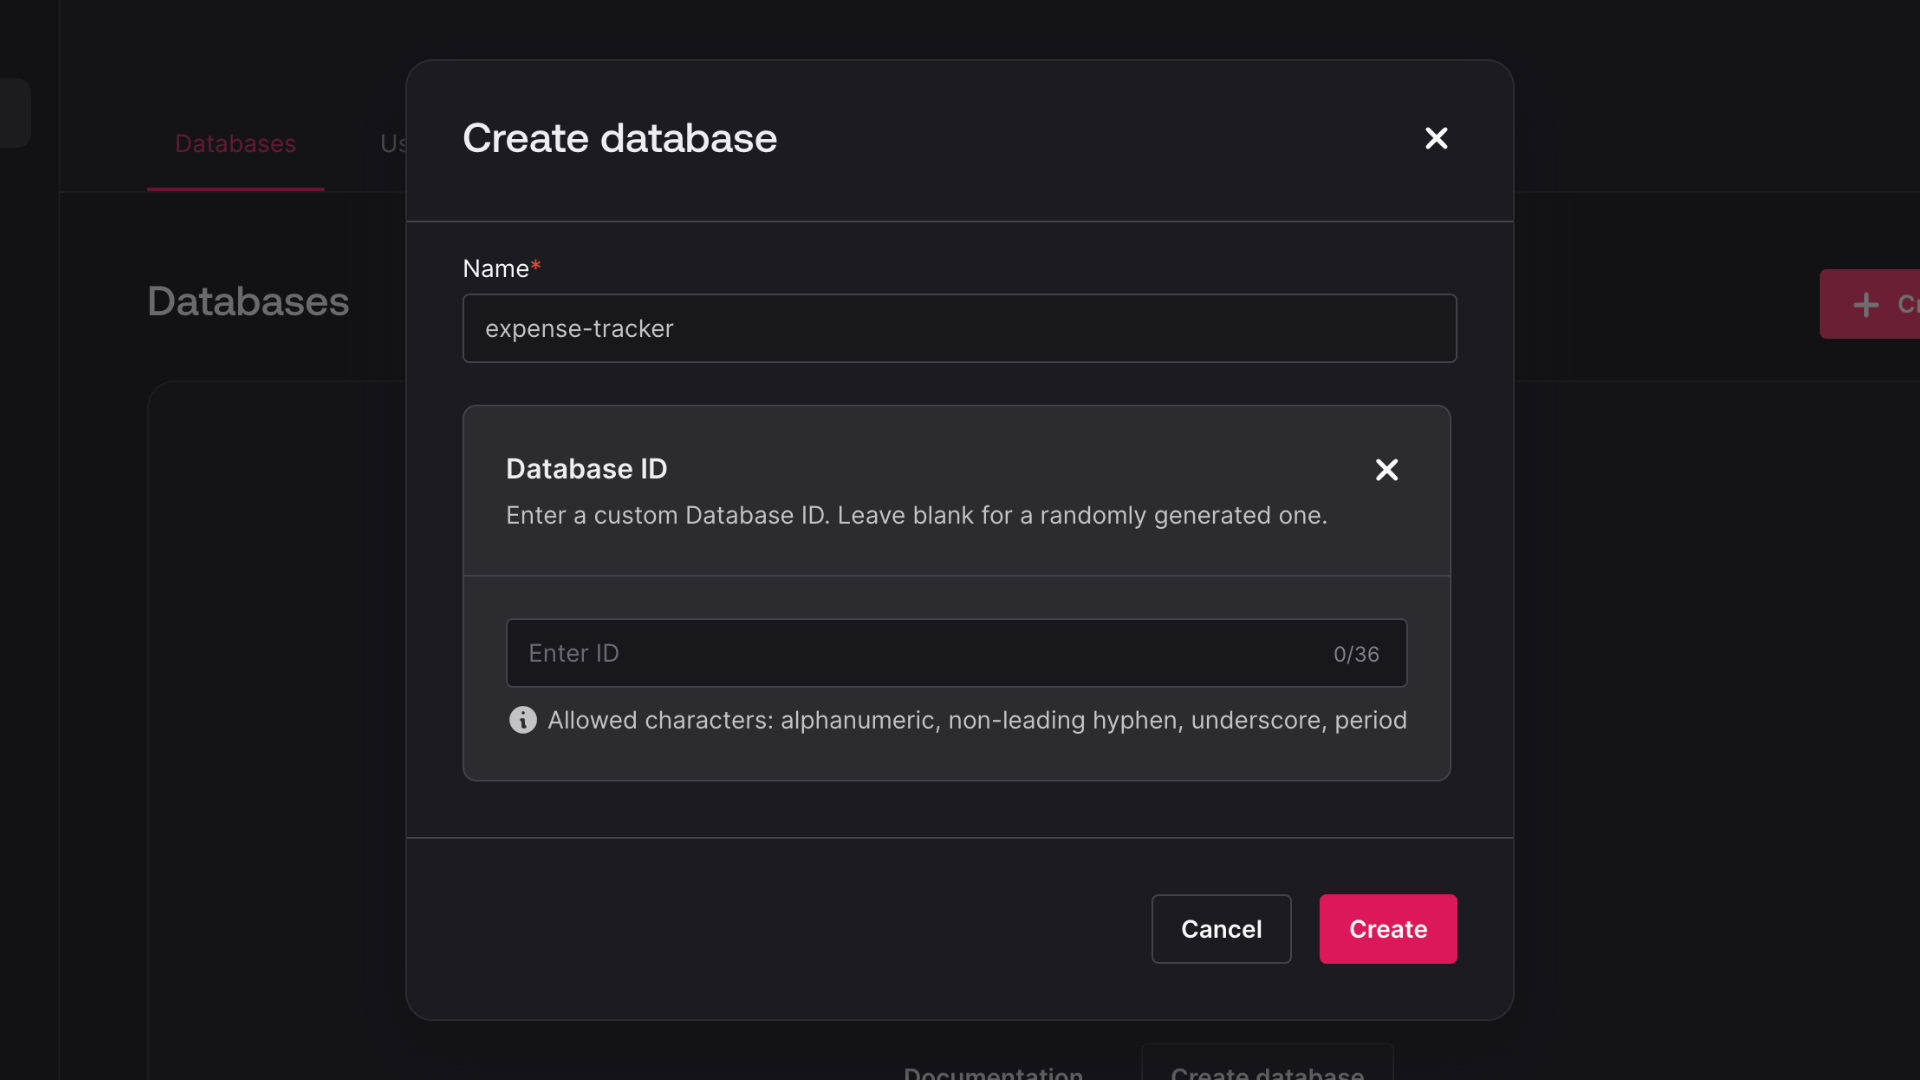 Create database
Databases
Us
Name*
expense-tracker
Databases
Cr
Database ID
Enter a custom Database ID. Leave blank for a randomly generated one.
Enter ID
0/36
Allowed characters: alphanumeric, non-leading hyphen, underscore, period
Cancel
Create
Documentation
Create database